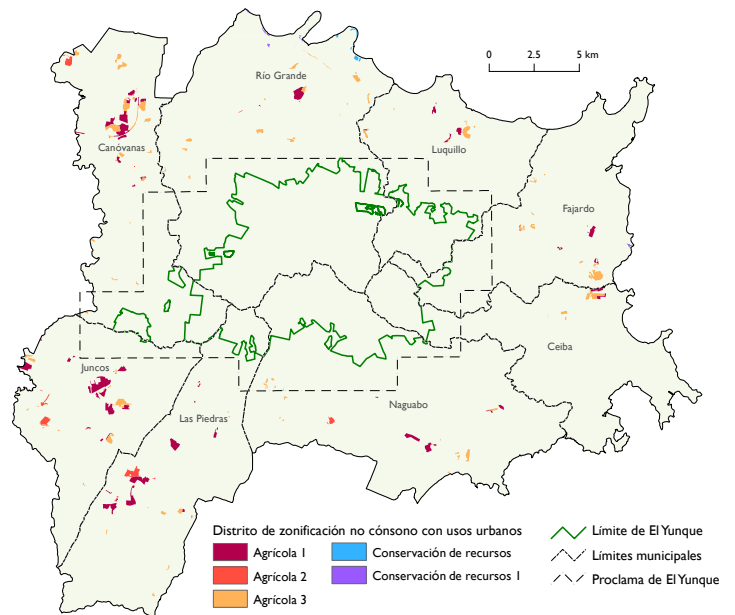 0 2.5 5 km
Río Grande
Canóvanas
Luquillo
Fajardo
Ceiba
Juncos
Las Piedras
Naguabo
Distrito de zonificación no cónsono con usos urbanos
Agrícola 1
Agrícola 2
Agrícola 3
Conservación de recursos
Conservación de recursos 1
Límite de El Yunque
Límites municipales
Proclama de El Yunque